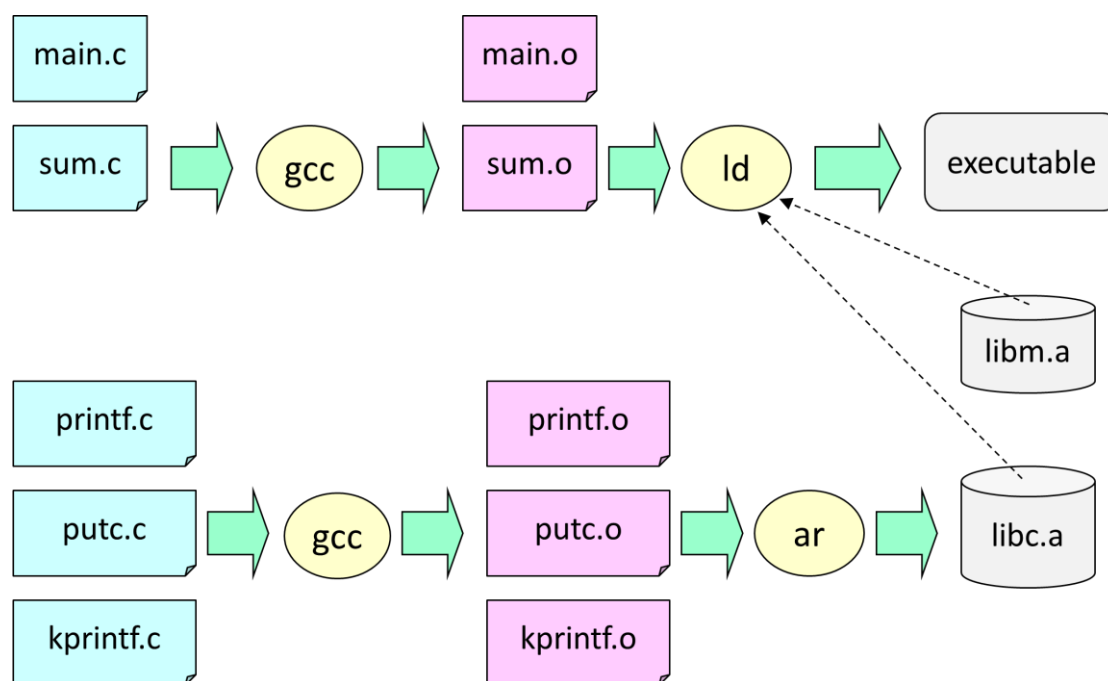 main.c
main.o
sum.c
gcc
sum.o
ld
executable
libm.a
printf.c
printf.o
putc.c
gcc
putc.o
ar
libc.a
kprintf.c
kprintf.o